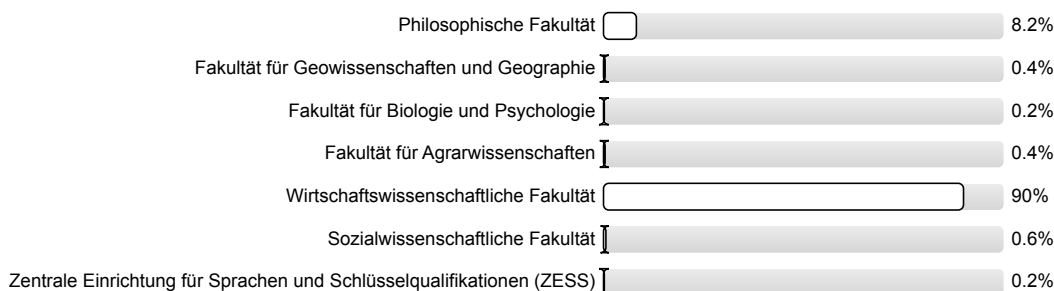 Philosophische Fakultät 8.2%
Fakultät für Geowissenschaften und Geographie 0.4%
Fakultät für Biologie und Psychologie 0.2%
Fakultät für Agrarwissenschaften 0.4%
Wirtschaftswissenschaftliche Fakultät 90%
Sozialwissenschaftliche Fakultät 0.6%
Zentrale Einrichtung für Sprachen und Schlüsselqualifikationen (ZESS) 0.2%